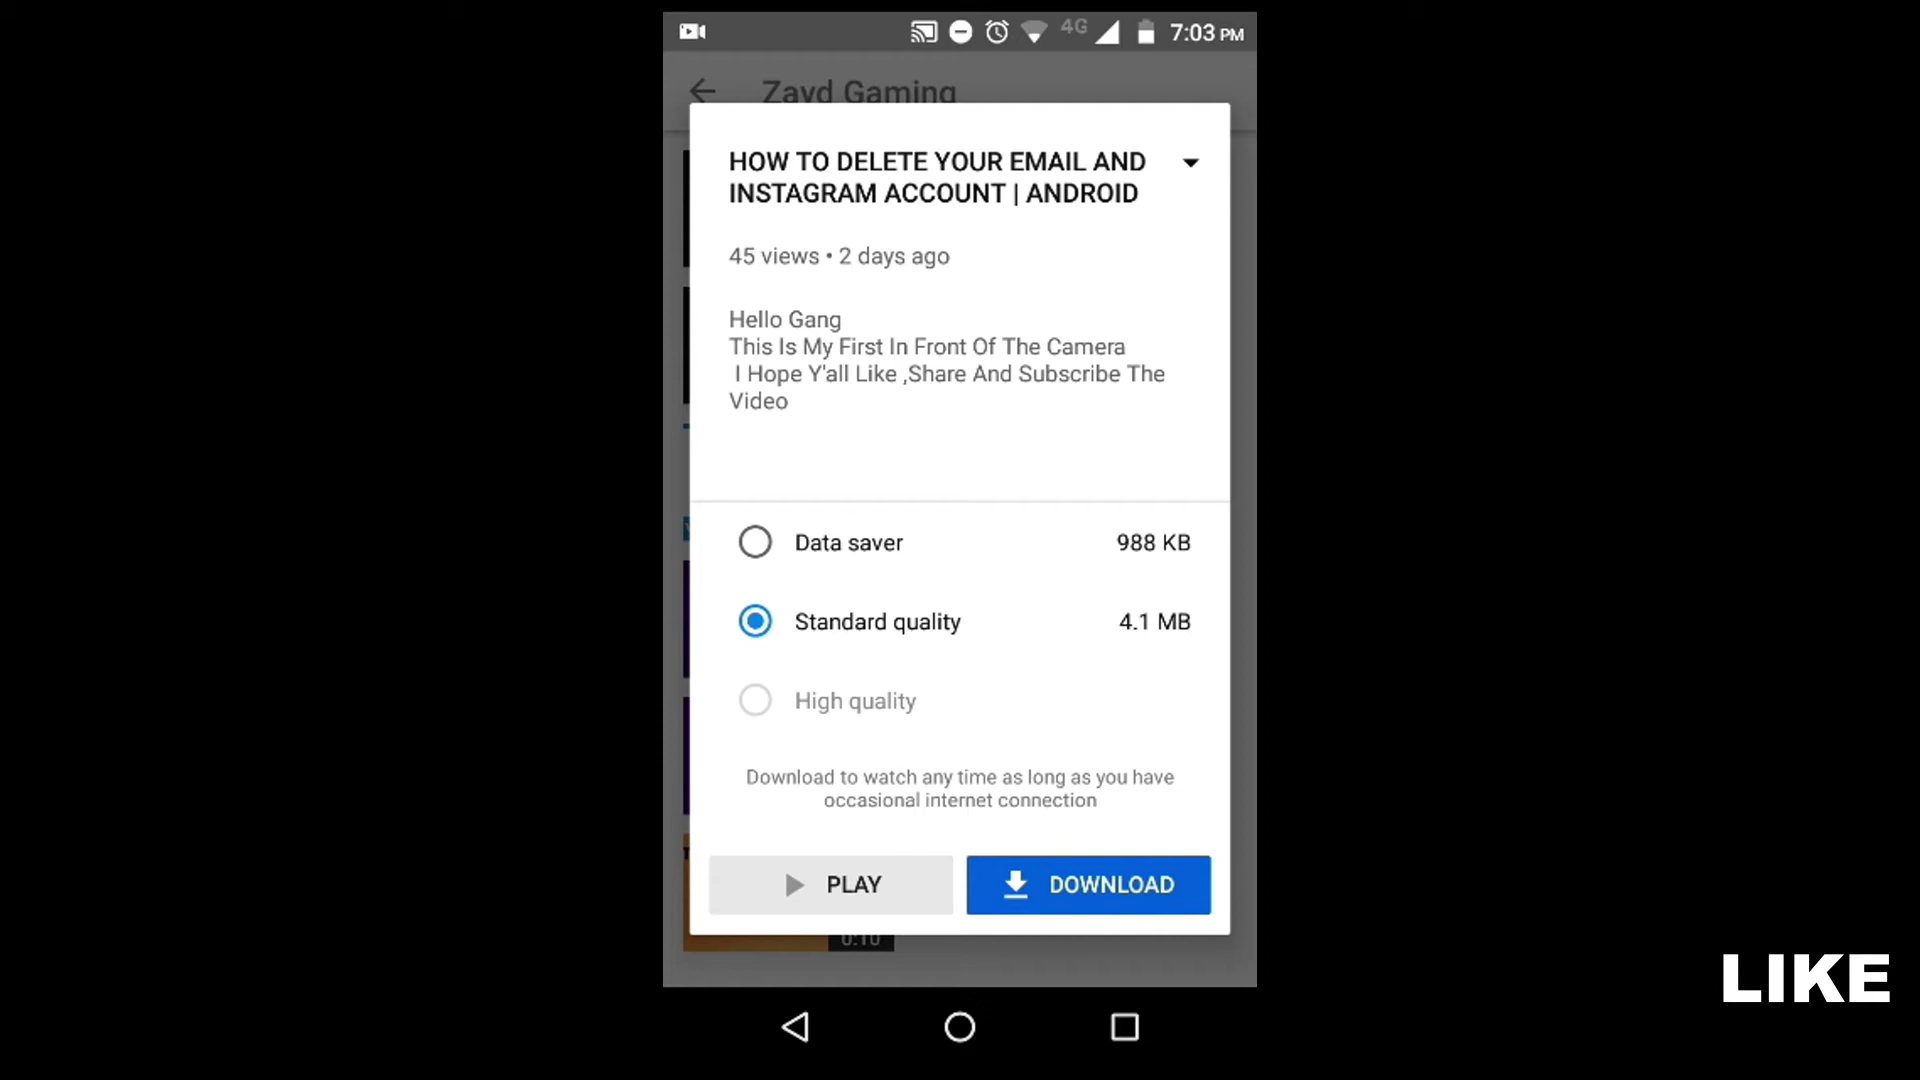 4G 7:03 PM
Zayd Gaming
HOW TO DELETE YOUR EMAIL AND
INSTAGRAM ACCOUNT | ANDROID
45 views • 2 days ago
Hello Gang
This Is My First In Front Of The Camera
I Hope Y'all Like ,Share And Subscribe The
Video
Data saver 988 KB
Standard quality 4.1 MB
High quality
Download to watch any time as long as you have
occasional internet connection
PLAY DOWNLOAD
0:10
LIKE